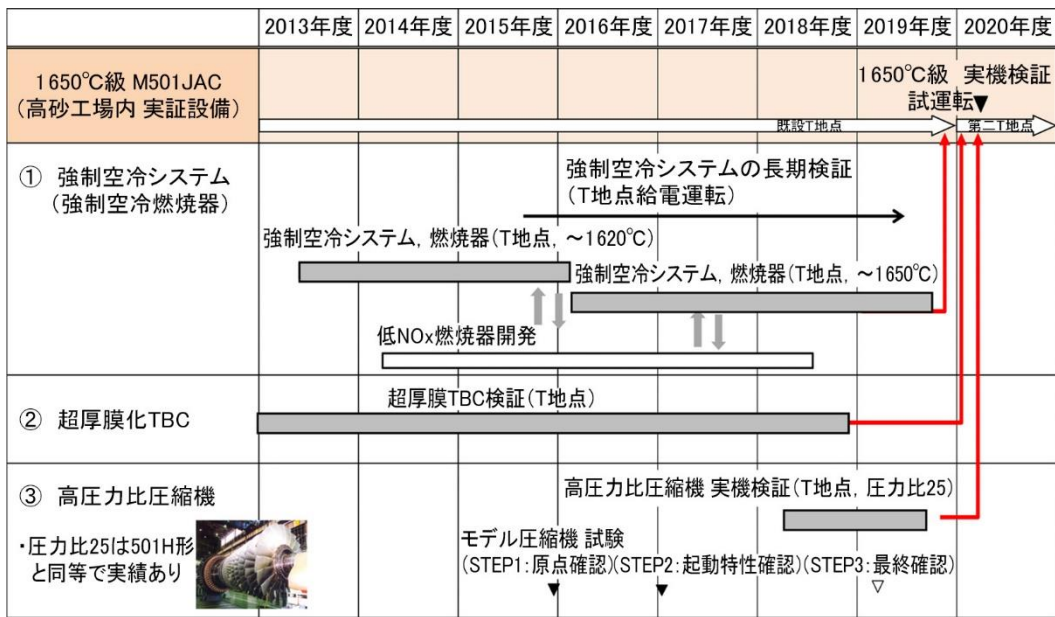 2013年度 2014年度 2015年度 2016年度 2017年度 2018年度 2019年度 2020年度
1650℃級 M501JAC
(高砂工場内 実証設備)
1650℃級 実機検証
試運転▼
既設T地点
第二T地点
① 強制空冷システム
(強制空冷燃焼器)
強制空冷システムの長期検証
(T地点給電運転)
強制空冷システム, 燃焼器(T地点, ～1620℃)
強制空冷システム, 燃焼器(T地点, ～1650℃)
低NOx燃焼器開発
② 超厚膜化TBC
超厚膜TBC検証(T地点)
③ 高圧力比圧縮機
・圧力比25は501H形
と同等で実績あり
高圧力比圧縮機 実機検証(T地点, 圧力比25)
モデル圧縮機 試験
(STEP1:原点確認)(STEP2:起動特性確認)(STEP3:最終確認)
▼ ▼ ▽